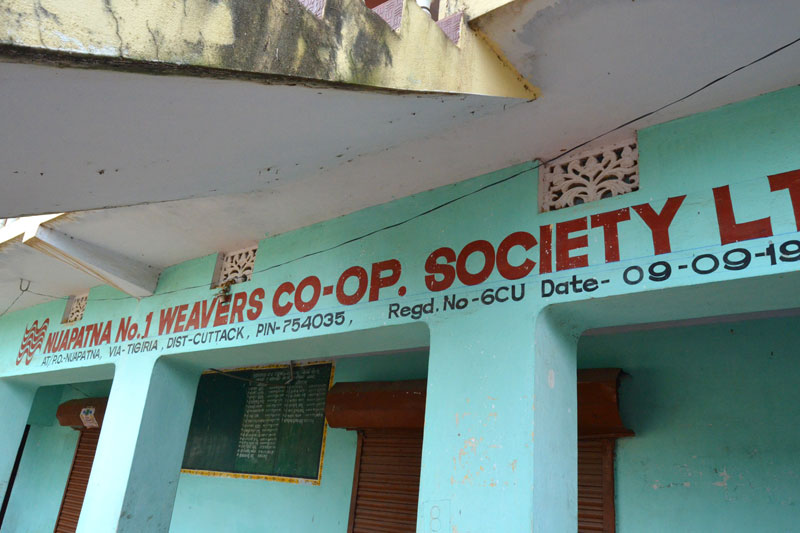 NUAPATNA No.1 WEAVERS CO-OP. SOCIETY LT
AT/P.O.-NUAPATNA, VIA-TIGIRIA, DIST-CUTTACK, PIN-754035, Regd. No-6CU Date-09-09-19
8